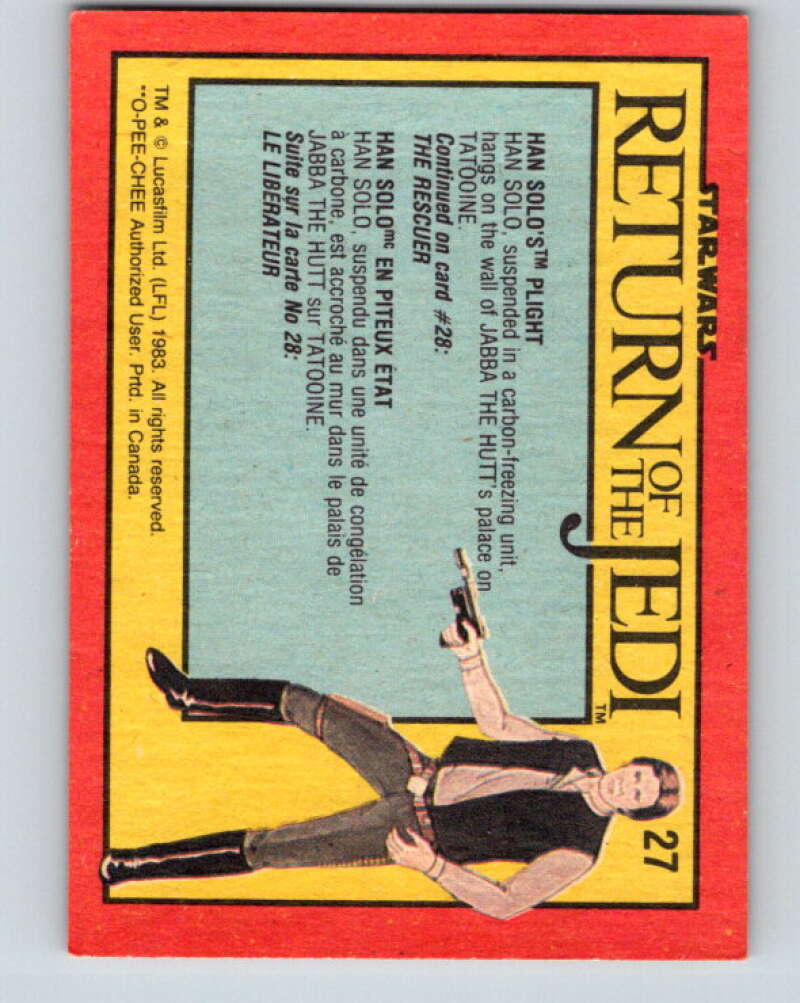 STAR WARS
RETURN OF THE JEDI™
27
HAN SOLO'S™ PLIGHT
HAN SOLO, suspended in a carbon-freezing unit,
hangs on the wall of JABBA THE HUTT's palace on
TATOOINE.
Continued on card #28:
THE RESCUER
HAN SOLOmc EN PITEUX ÉTAT
HAN SOLO, suspendu dans une unité de congélation
à carbone, est accroché au mur dans le palais de
JABBA THE HUTT sur TATOOINE.
Suite sur la carte No 28:
LE LIBERATEUR
TM & © Lucasfilm Ltd. (LFL) 1983. All rights reserved.
**O-PEE-CHEE Authorized User. Prtd. in Canada.